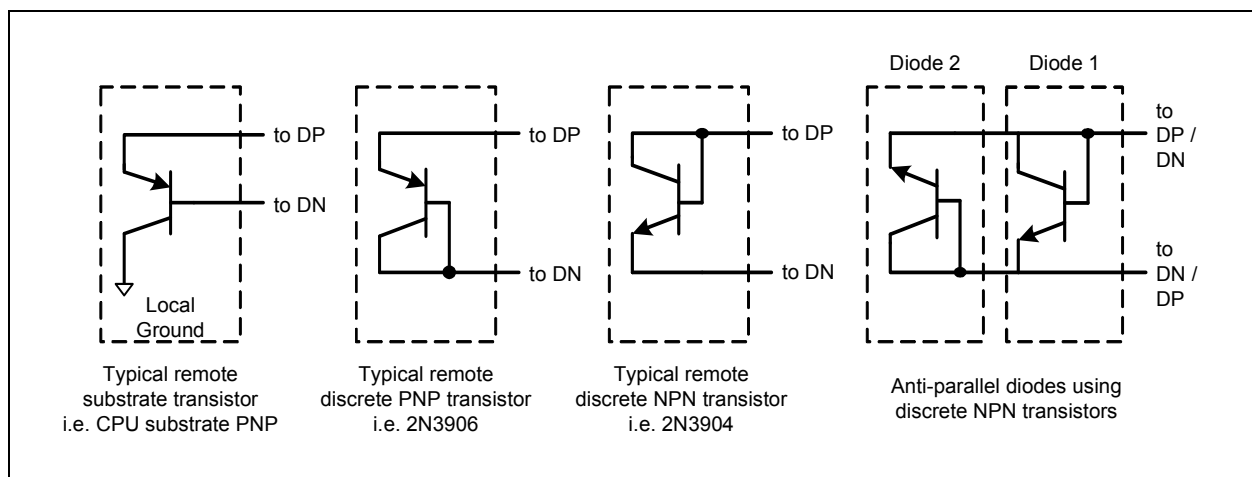 Diode 2
Diode 1
to DP
to DN
Local
Ground
to DP
to DN
to DP
to DN
to
DP /
DN
to
DN /
DP
Typical remote
substrate transistor
i.e. CPU substrate PNP
Typical remote
discrete PNP transistor
i.e. 2N3906
Typical remote
discrete NPN transistor
i.e. 2N3904
Anti-parallel diodes using
discrete NPN transistors